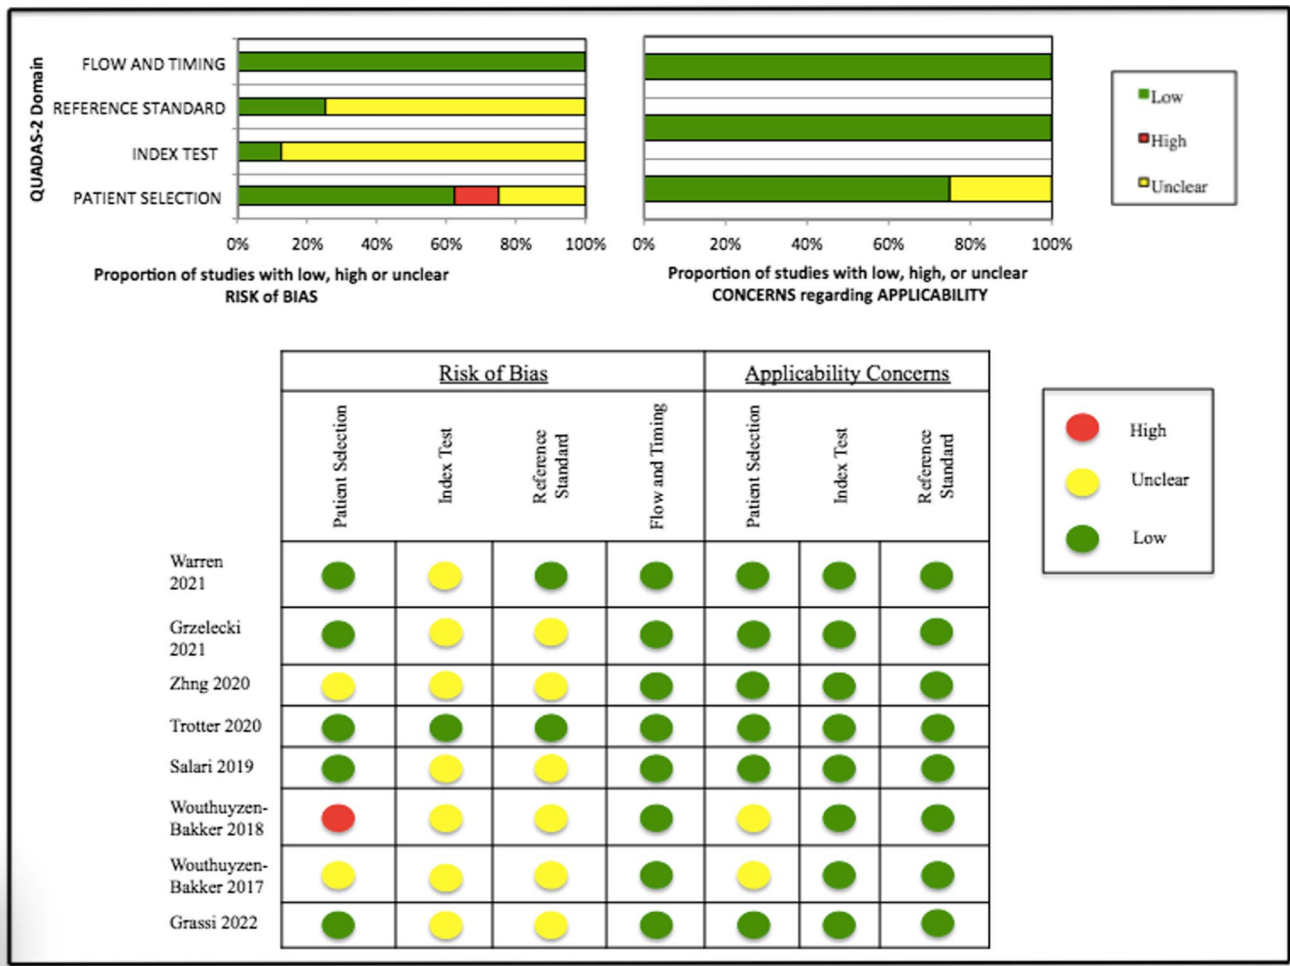 QUADAS-2 Domain
FLOW AND TIMING
REFERENCE STANDARD
INDEX TEST
PATIENT SELECTION
0% 20% 40% 60% 80% 100%
Proportion of studies with low, high or unclear
RISK of BIAS
0% 20% 40% 60% 80% 100%
Proportion of studies with low, high, or unclear
CONCERNS regarding APPLICABILITY
Low
High
Unclear
Risk of Bias
Applicability Concerns
Patient Selection
Index Test
Reference
Standard
Flow and Timing
Patient Selection
Index Test
Reference
Standard
High
Unclear
Low
Warren
2021
Grzelecki
2021
Zhng 2020
Trotter 2020
Salari 2019
Wouthuyzen-
Bakker 2018
Wouthuyzen-
Bakker 2017
Grassi 2022